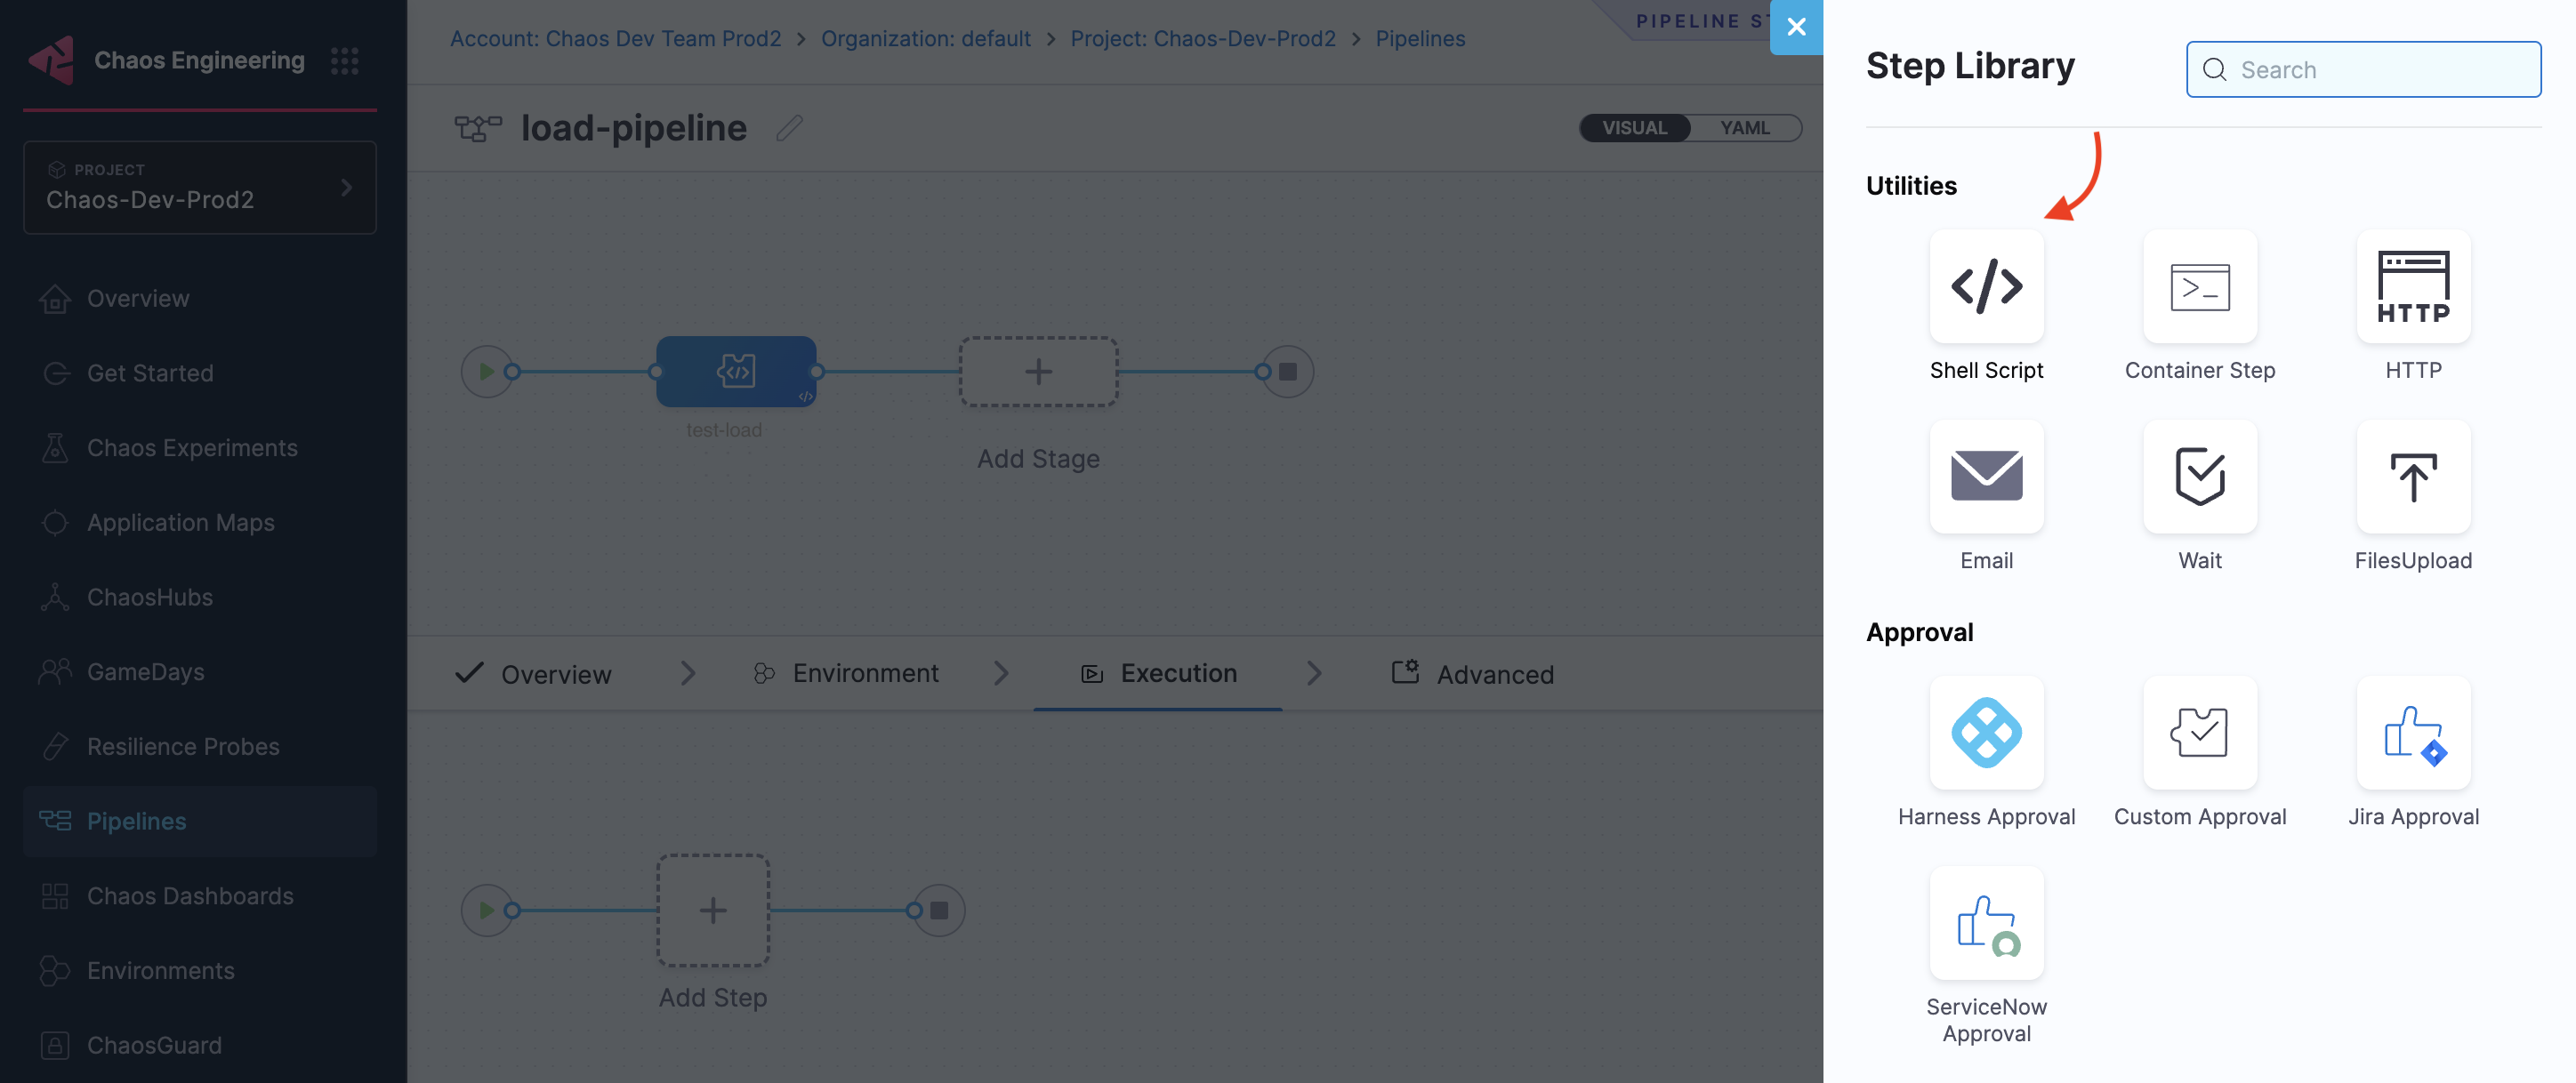 Chaos Engineering
PROJECT
Chaos-Dev-Prod2
Overview
Get Started
Chaos Experiments
Application Maps
ChaosHubs
GameDays
Resilience Probes
Pipelines
Chaos Dashboards
Environments
ChaosGuard
Account: Chaos Dev Team Prod2 > Organization: default > Project: Chaos-Dev-Prod2 > Pipelines
PIPELINE
load-pipeline
VISUAL YAML
</>
test-load
Add Stage
Overview Environment Execution Advanced
Add Step
Step Library
Search
Utilities
Shell Script
Container Step
HTTP
HTTP
Email
Wait
FilesUpload
Approval
Harness Approval
Custom Approval
Jira Approval
ServiceNow
Approval